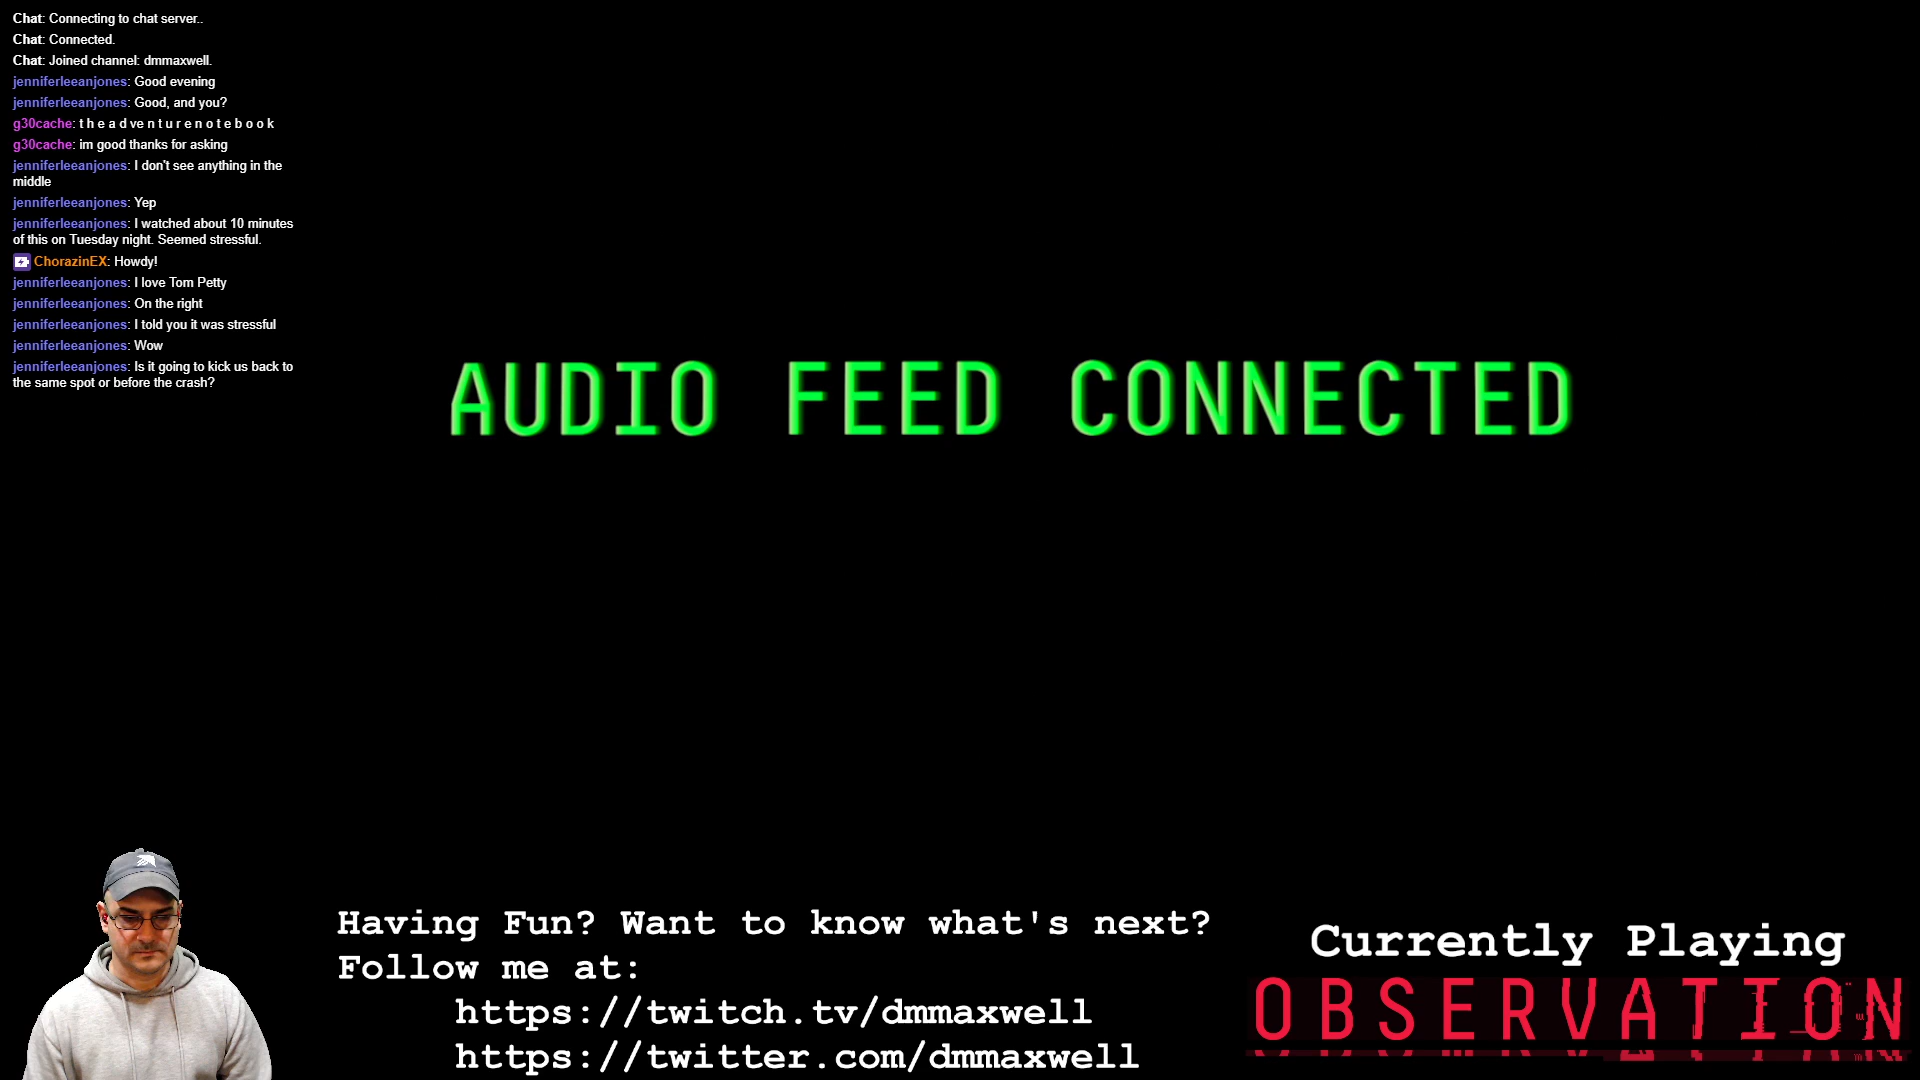 Chat: Connecting to chat server..
Chat: Connected.
Chat: Joined channel: dmmaxwell.
jenniferleeanjones: Good evening
jenniferleeanjones: Good, and you?
g30cache: t h e a d v e n t u r e n o t e b o o k
g30cache: im good thanks for asking
jenniferleeanjones: I don't see anything in the
middle
jenniferleeanjones: Yep
jenniferleeanjones: I watched about 10 minutes
of this on Tuesday night. Seemed stressful.
ChorazinEX: Howdy!
jenniferleeanjones: I love Tom Petty
jenniferleeanjones: On the right
jenniferleeanjones: I told you it was stressful
jenniferleeanjones: Wow
jenniferleeanjones: Is it going to kick us back to
the same spot or before the crash?
AUDIO FEED CONNECTED
Having Fun? Want to know what's next?
Follow me at:
https://twitch.tv/dmmaxwell
https://twitter.com/dmmaxwell
Currently Playing
OBSERVATION